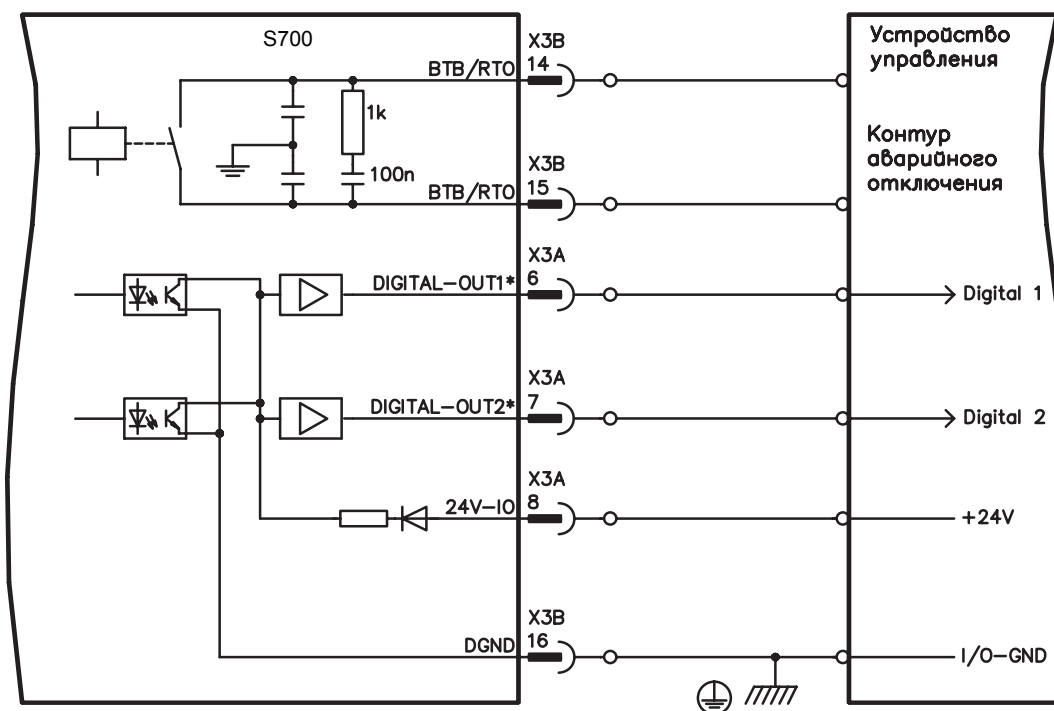 S700
X3B
BTB/RTO
14
Устройство
управления
1k
Контур
аварийного
отключения
100n
X3B
BTB/RTO
15
X3A
DIGITAL-OUT1*
6
Digital 1
X3A
DIGITAL-OUT2*
7
Digital 2
X3A
24V-IO
8
+24V
X3B
DGND
16
I/O-GND